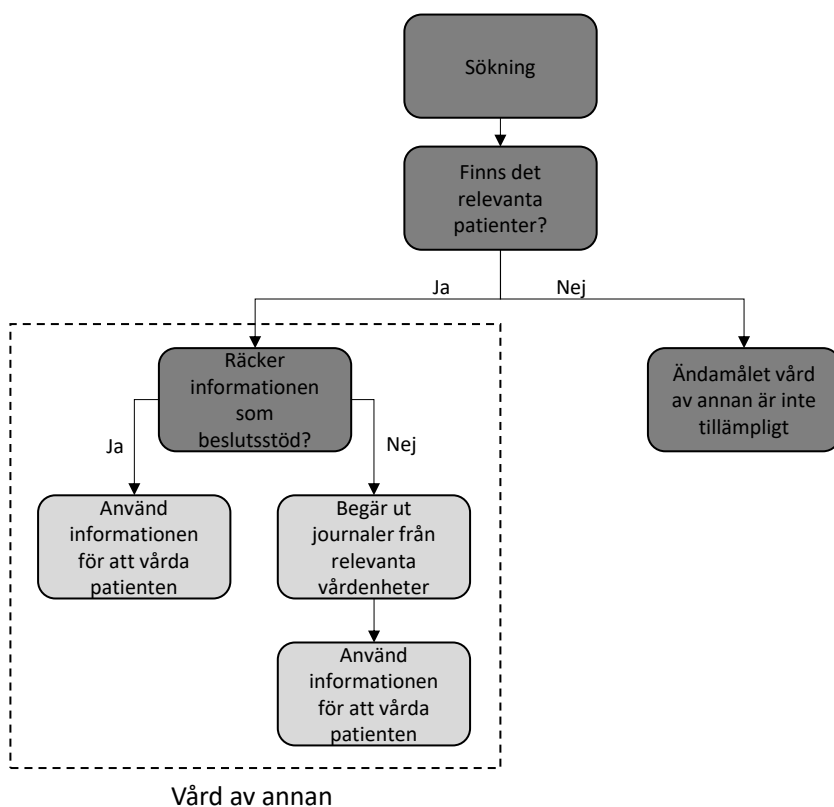 Sökning
Finns det
relevanta
patienter?
Ja
Nej
Räcker
informationen
som
beslutsstöd?
Ändamålet vård
av annan är inte
tillämpligt
Ja
Nej
Använd
informationen
för att vårda
patienten
Begär ut
journaler från
relevanta
vårdenheter
Använd
informationen
för att vårda
patienten
Vård av annan